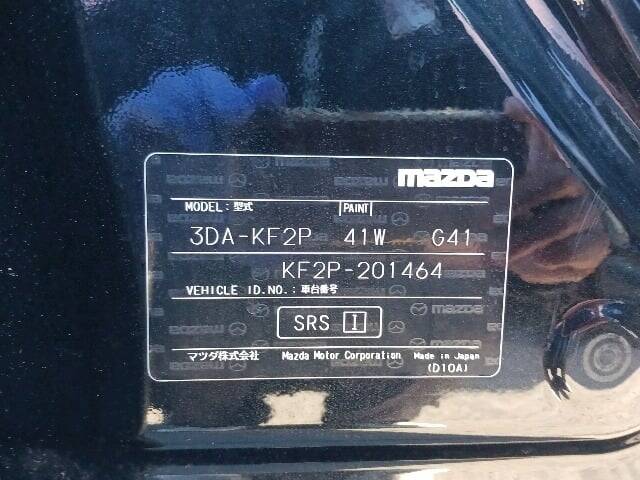 mazda
MODEL:型式 PAINT
3DA-KF2P 41W G41
KF2P-201464
VEHICLE ID.NO.:車台番号
SRS I
マツダ株式会社 Mazda Motor Corporation Made in Japan
(D10A)